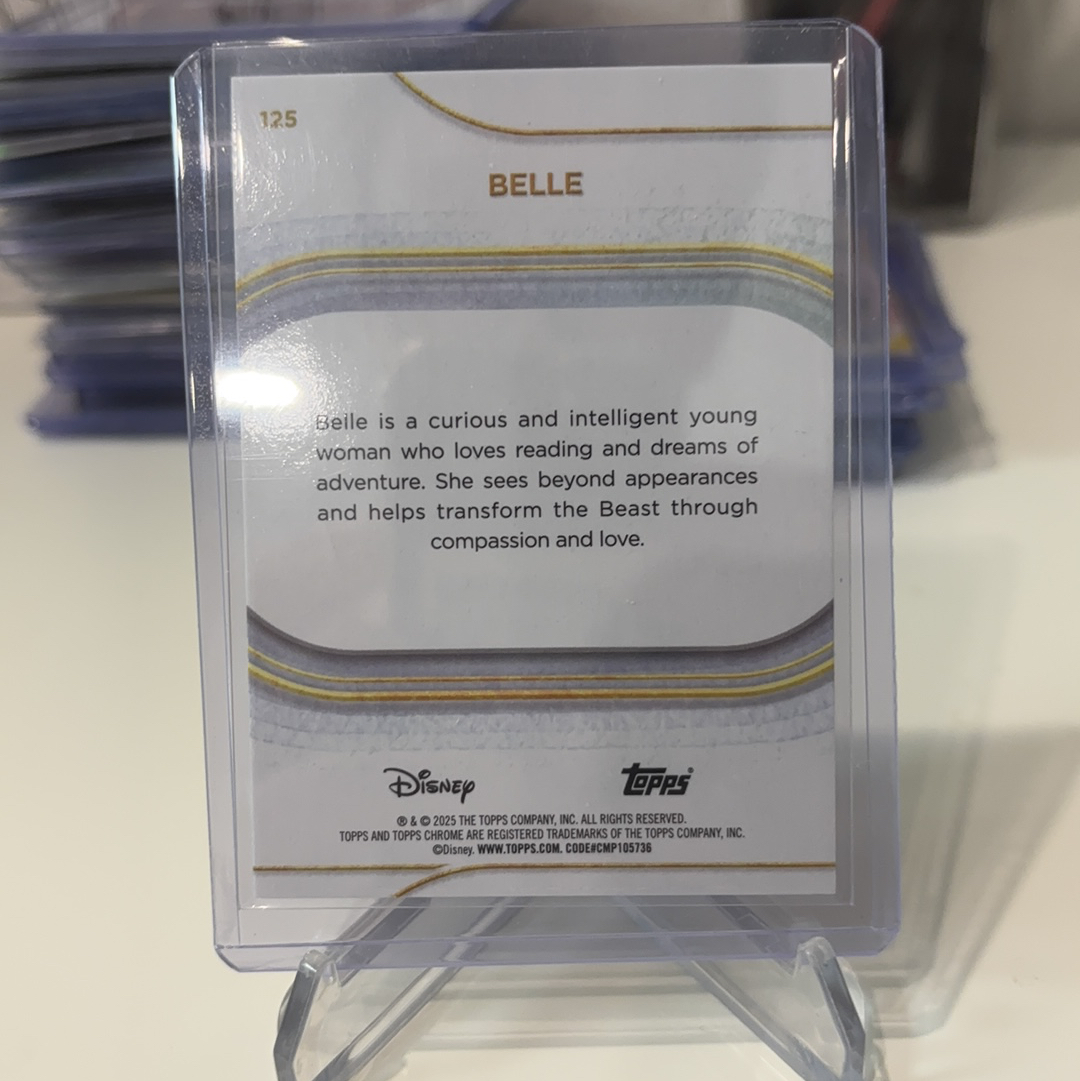 125
BELLE
Belle is a curious and intelligent young
woman who loves reading and dreams of
adventure. She sees beyond appearances
and helps transform the Beast through
compassion and love.
Disney
topps®
® & © 2025 THE TOPPS COMPANY, INC. ALL RIGHTS RESERVED.
TOPPS AND TOPPS CHROME ARE REGISTERED TRADEMARKS OF THE TOPPS COMPANY, INC.
©Disney. WWW.TOPPS.COM. CODE#CMP105736